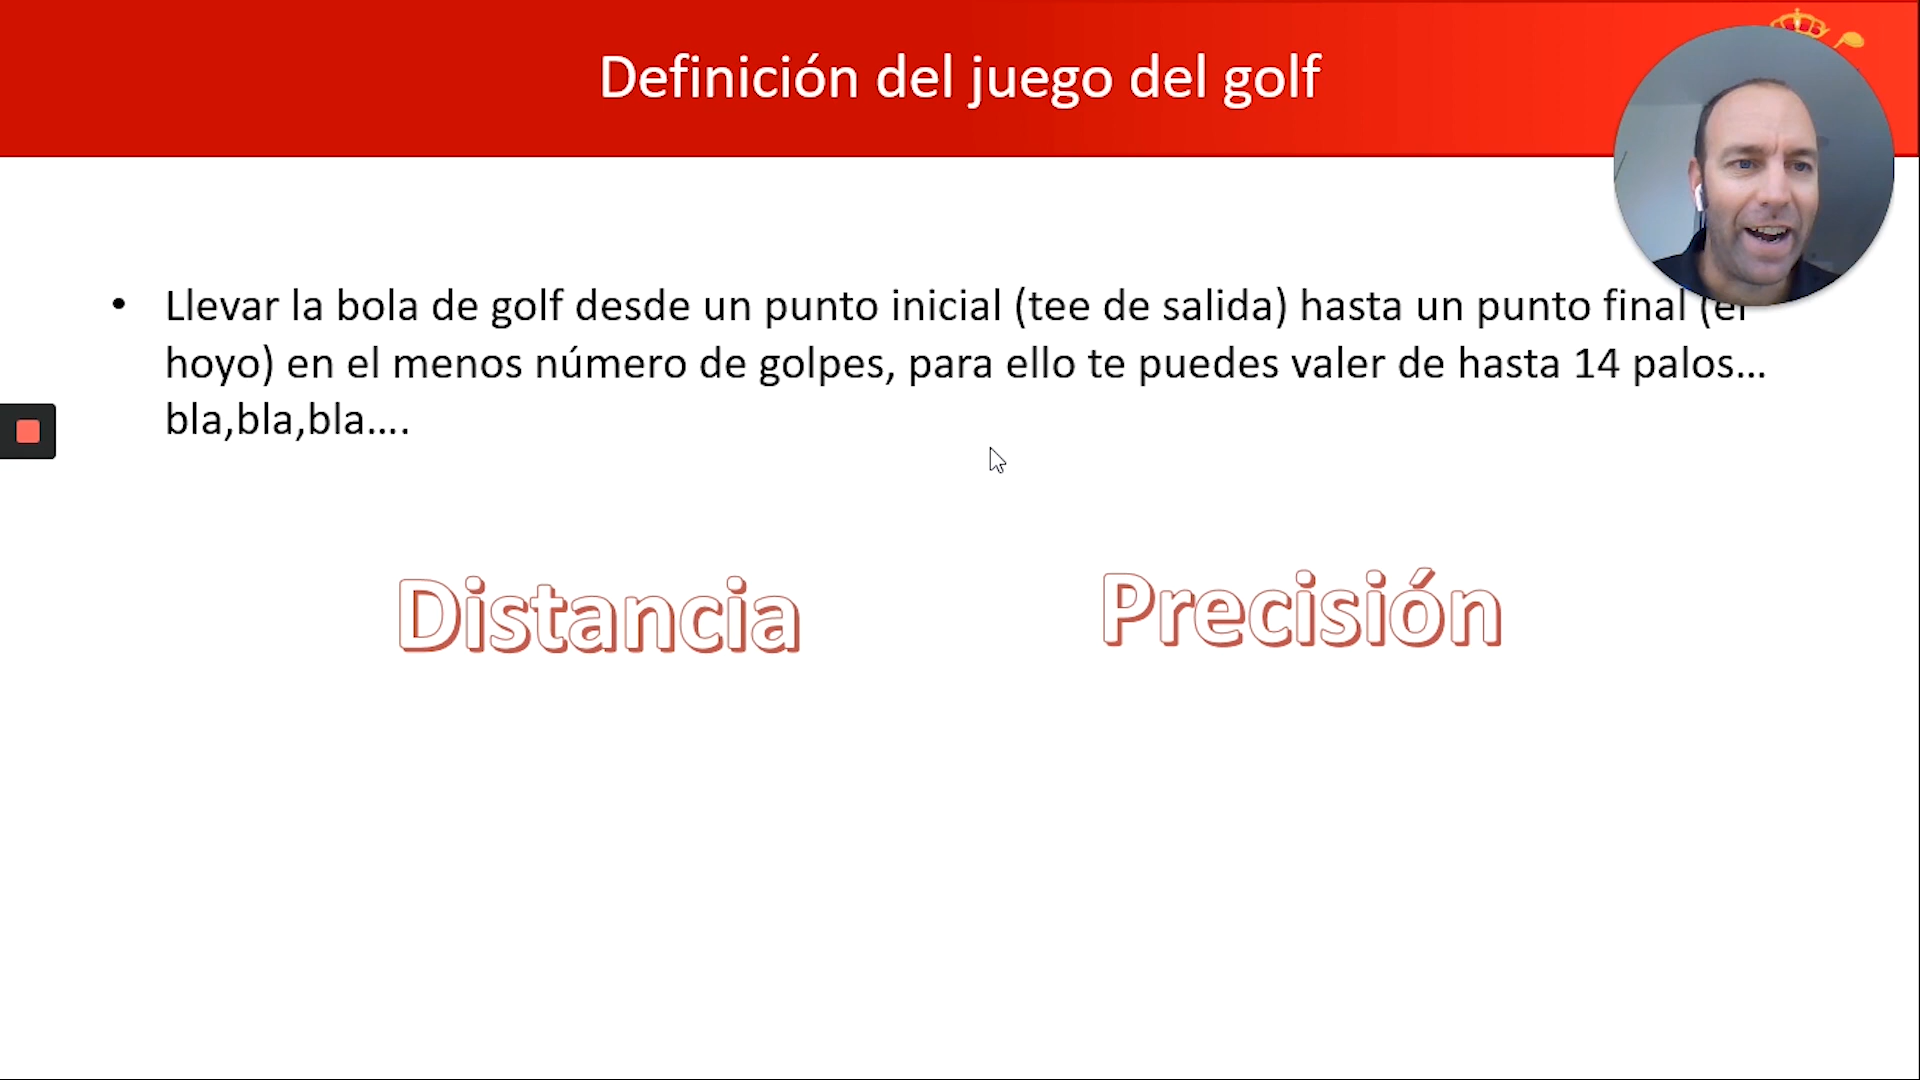 Definición del juego del golf
• Llevar la bola de golf desde un punto inicial (tee de salida) hasta un punto final (el
hoyo) en el menos número de golpes, para ello te puedes valer de hasta 14 palos...
bla,bla,bla....
Distancia
Precisión